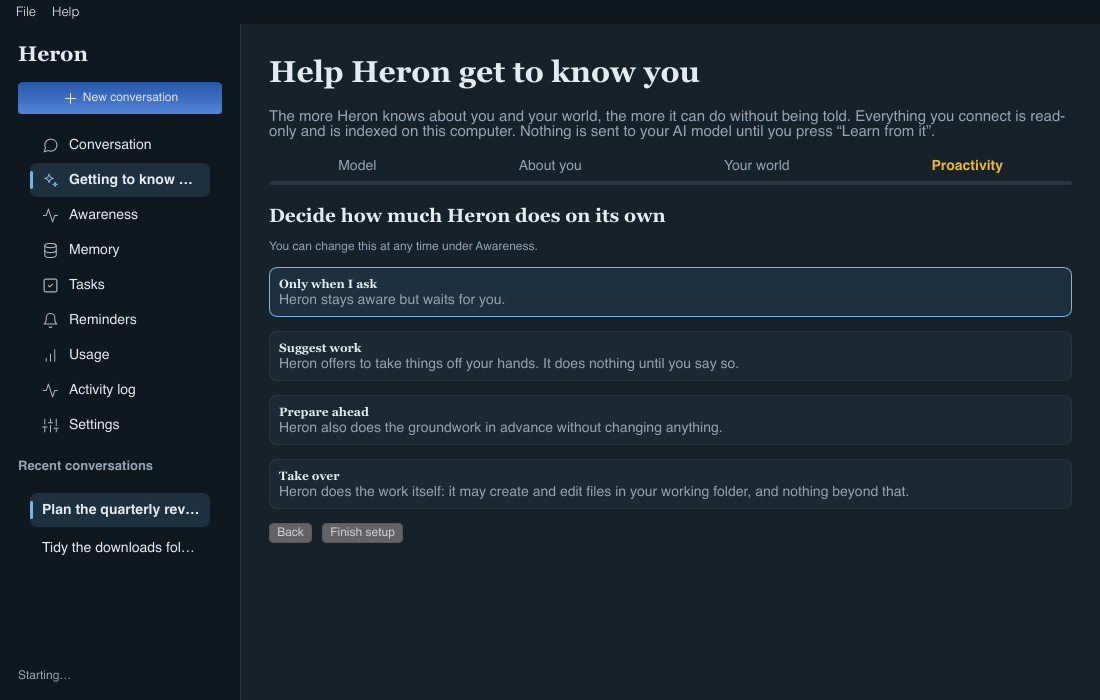 File Help
Heron
New conversation
Conversation
Getting to know ...
Awareness
Memory
Tasks
Reminders
Usage
Activity log
Settings
Recent conversations
Plan the quarterly rev...
Tidy the downloads fol...
Starting...
Help Heron get to know you
The more Heron knows about you and your world, the more it can do without being told. Everything you connect is read-
only and is indexed on this computer. Nothing is sent to your AI model until you press “Learn from it”.
Model About you Your world Proactivity
Decide how much Heron does on its own
You can change this at any time under Awareness.
Only when I ask
Heron stays aware but waits for you.
Suggest work
Heron offers to take things off your hands. It does nothing until you say so.
Prepare ahead
Heron also does the groundwork in advance without changing anything.
Take over
Heron does the work itself: it may create and edit files in your working folder, and nothing beyond that.
Back Finish setup